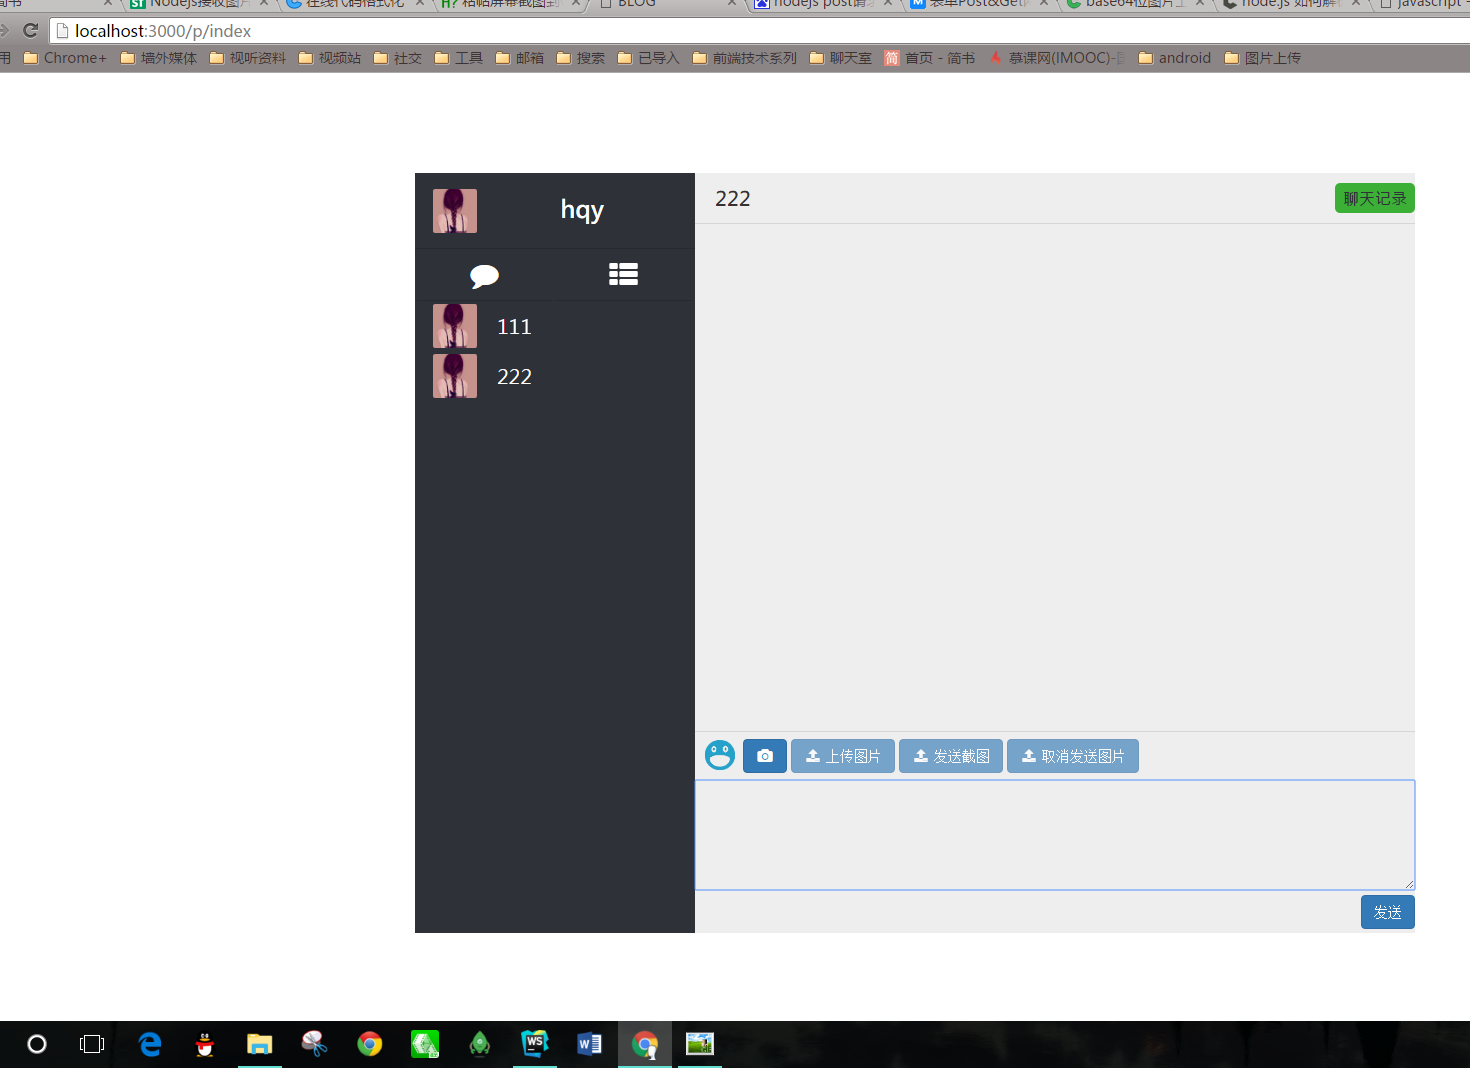 Nodejs接收图片
在线代码格式化
粘帖屏幕截图到
BLOG
nodejs post请
表单Post&Get
base64位图片上
node.js 如何解
javascript -
localhost:3000/p/index
用 Chrome+ 墙外媒体 视听资料 视频站 社交 工具 邮箱 搜索 已导入 前端技术系列 聊天室 简 首页 - 简书 慕课网(IMOOC)- android 图片上传
hqy
222
聊天记录
111
222
上传图片 发送截图 取消发送图片
发送